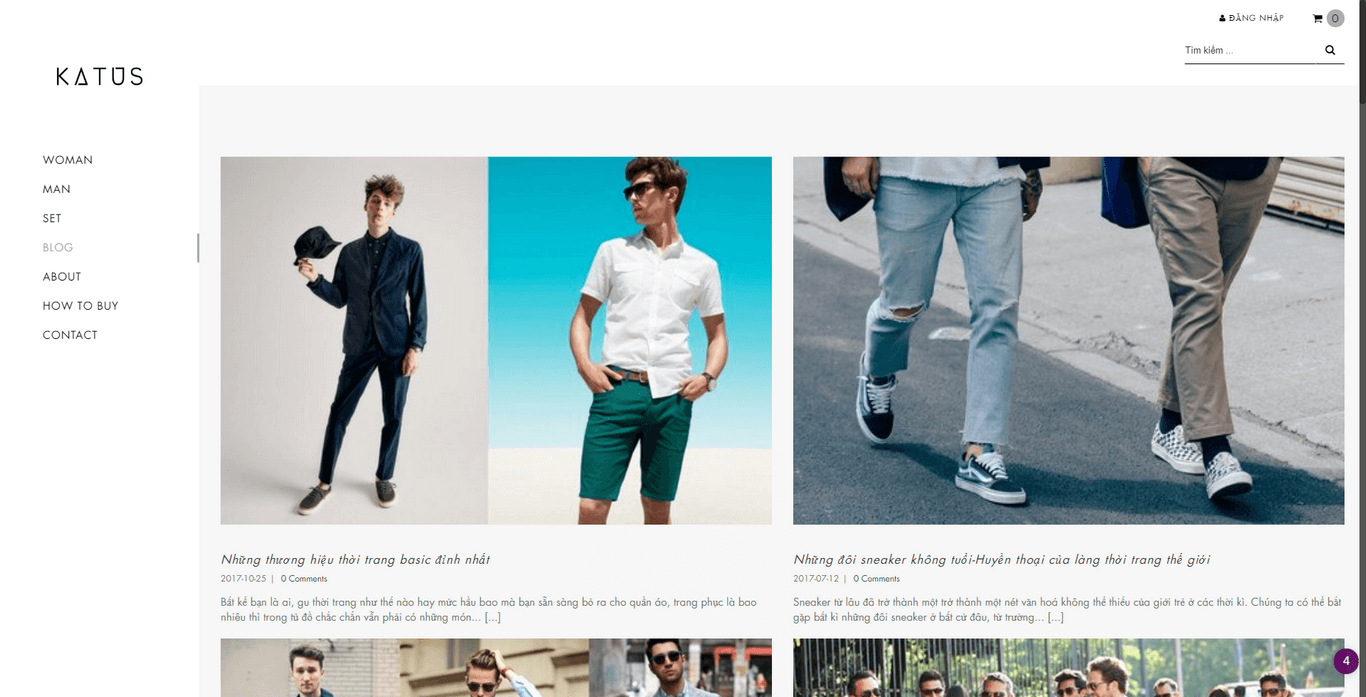 ĐĂNG NHẬP
0
Tìm kiếm ...
KATUS
WOMAN
MAN
SET
BLOG
ABOUT
HOW TO BUY
CONTACT
Những thương hiệu thời trang basic đỉnh nhất
2017-10-25 | 0 Comments
Bất kể bạn là ai, gu thời trang như thế nào hay mức hầu bao mà bạn sẵn sàng bỏ ra cho quần áo, trang phục là bao
nhiêu thì trong tủ đồ chắc chắn vẫn phải có những món... [...]
Những đôi sneaker không tuổi-Huyền thoại của làng thời trang thế giới
2017-07-12 | 0 Comments
Sneaker từ lâu đã trở thành một trở thành một nét văn hoá không thể thiếu của giới trẻ ở các thời kì. Chúng ta có thể bắt
gặp bất kì những đôi sneaker ở bất cứ đâu, từ trường... [...]
4